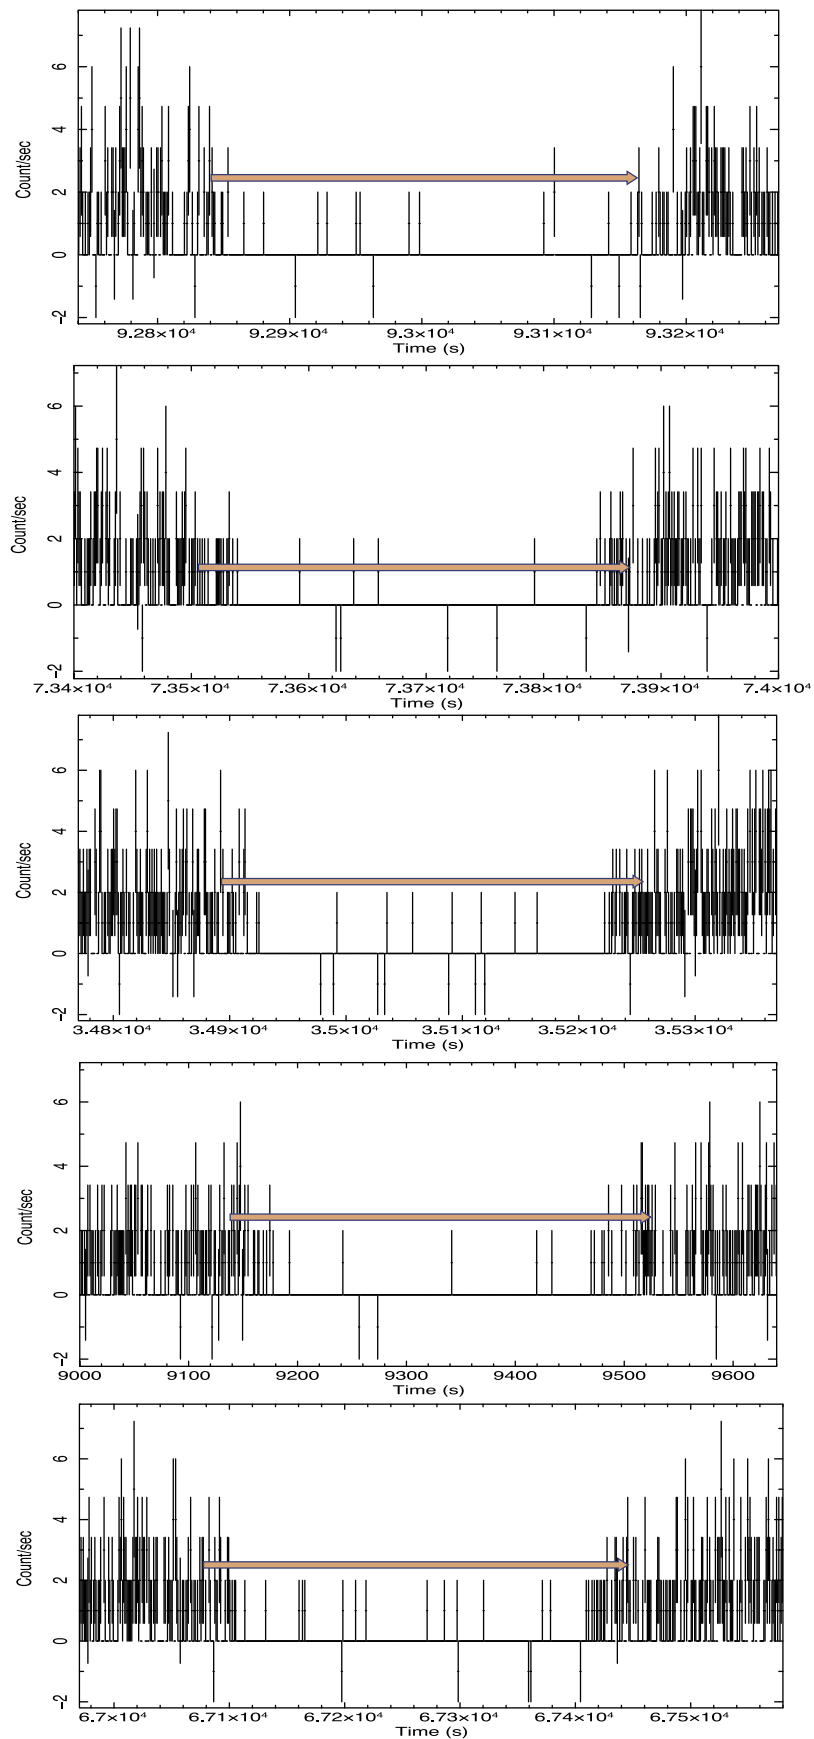 6
4
2
0
−2
Count/sec
9.28×10⁴ 9.29×10⁴ 9.3×10⁴ 9.31×10⁴ 9.32×10⁴
Time (s)
6
4
2
0
−2
Count/sec
7.34×10⁴ 7.35×10⁴ 7.36×10⁴ 7.37×10⁴ 7.38×10⁴ 7.39×10⁴ 7.4×10⁴
Time (s)
6
4
2
0
−2
Count/sec
3.48×10⁴ 3.49×10⁴ 3.5×10⁴ 3.51×10⁴ 3.52×10⁴ 3.53×10⁴
Time (s)
6
4
2
0
−2
Count/sec
9000 9100 9200 9300 9400 9500 9600
Time (s)
6
4
2
0
−2
Count/sec
6.7×10⁴ 6.71×10⁴ 6.72×10⁴ 6.73×10⁴ 6.74×10⁴ 6.75×10⁴
Time (s)